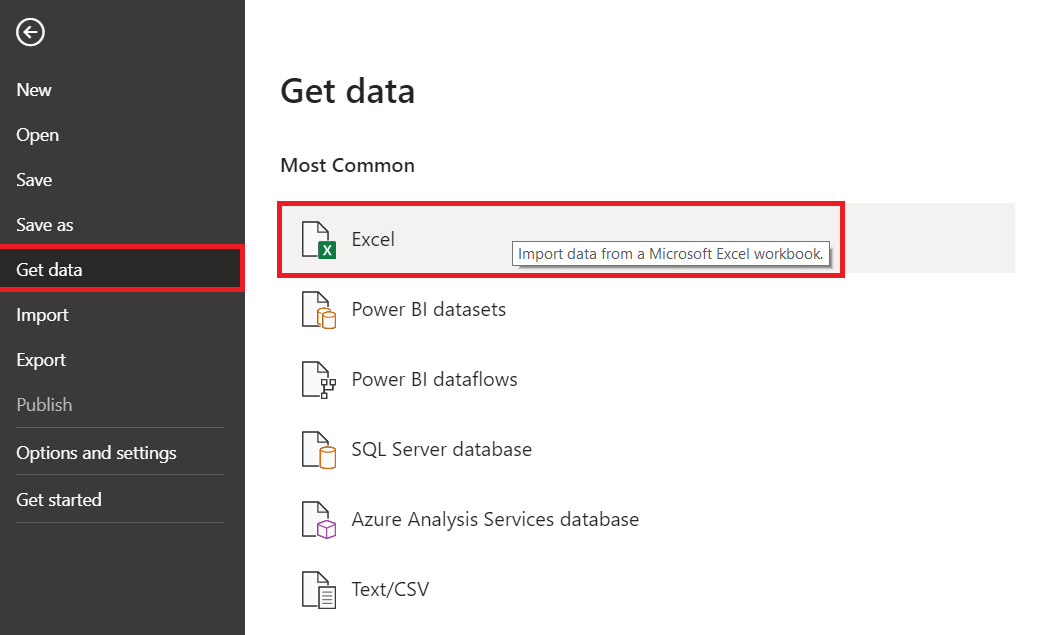 New
Open
Save
Save as
Get data
Import
Export
Publish
Options and settings
Get started
Get data
Most Common
X
Excel
Import data from a Microsoft Excel workbook.
Power BI datasets
Power BI dataflows
SQL Server database
Azure Analysis Services database
Text/CSV